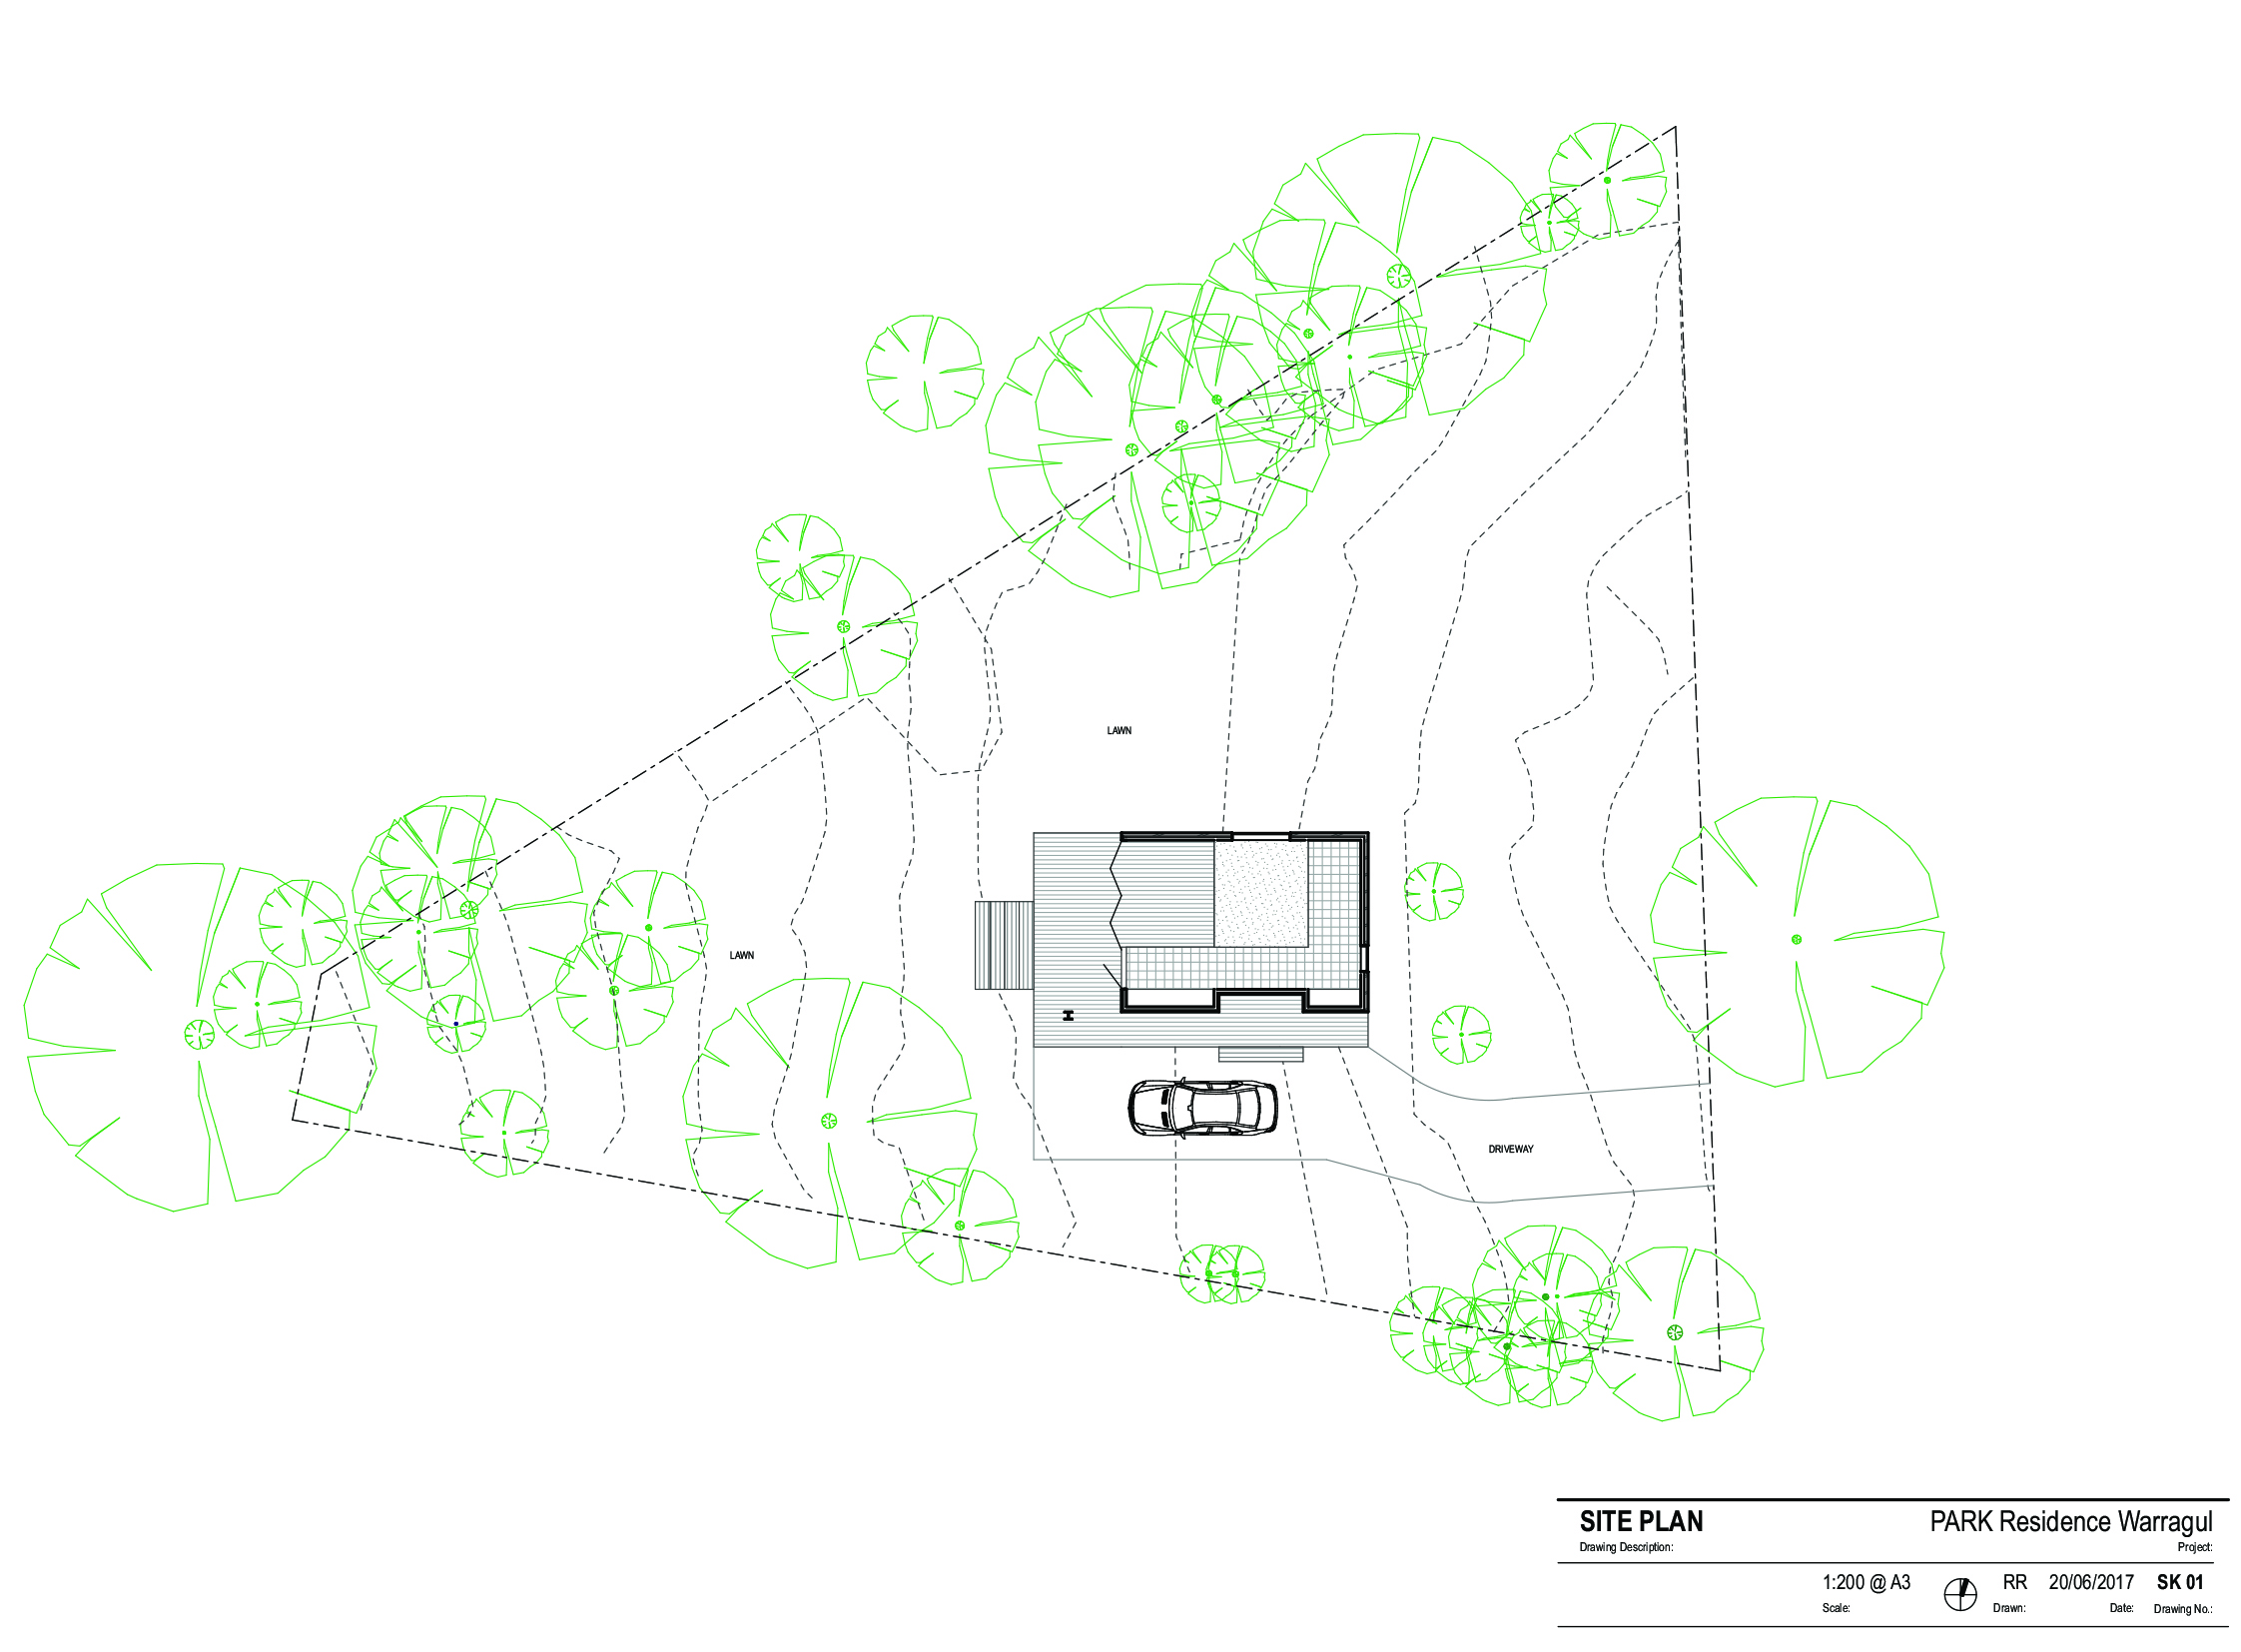 LAWN
LAWN
DRIVEWAY
SITE PLAN PARK Residence Warragul
Drawing Description: Project:
1:200 @ A3 RR 20/06/2017 SK 01
Scale: Drawn: Date: Drawing No.: